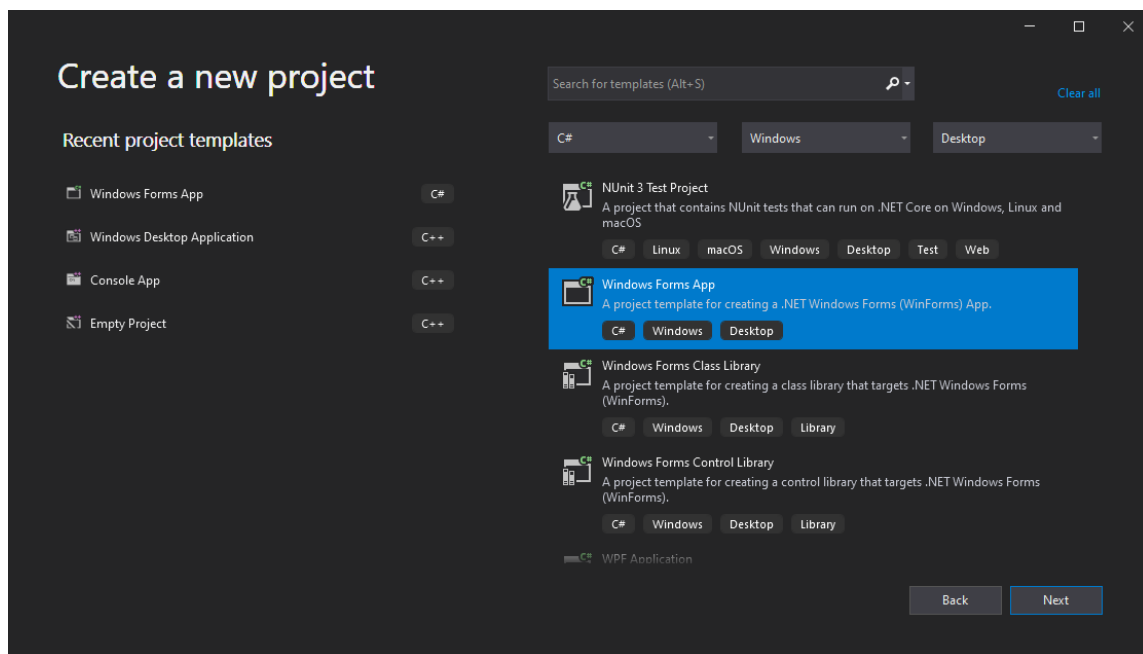 Create a new project
Recent project templates
Windows Forms App C#
Windows Desktop Application C++
Console App C++
Empty Project C++
Search for templates (Alt+S)
Clear all
C# Windows Desktop
NUnit 3 Test Project
A project that contains NUnit tests that can run on .NET Core on Windows, Linux and
macOS
C# Linux macOS Windows Desktop Test Web
Windows Forms App
A project template for creating a .NET Windows Forms (WinForms) App.
C# Windows Desktop
Windows Forms Class Library
A project template for creating a class library that targets .NET Windows Forms
(WinForms).
C# Windows Desktop Library
Windows Forms Control Library
A project template for creating a control library that targets .NET Windows Forms
(WinForms).
C# Windows Desktop Library
WPF Application
Back Next